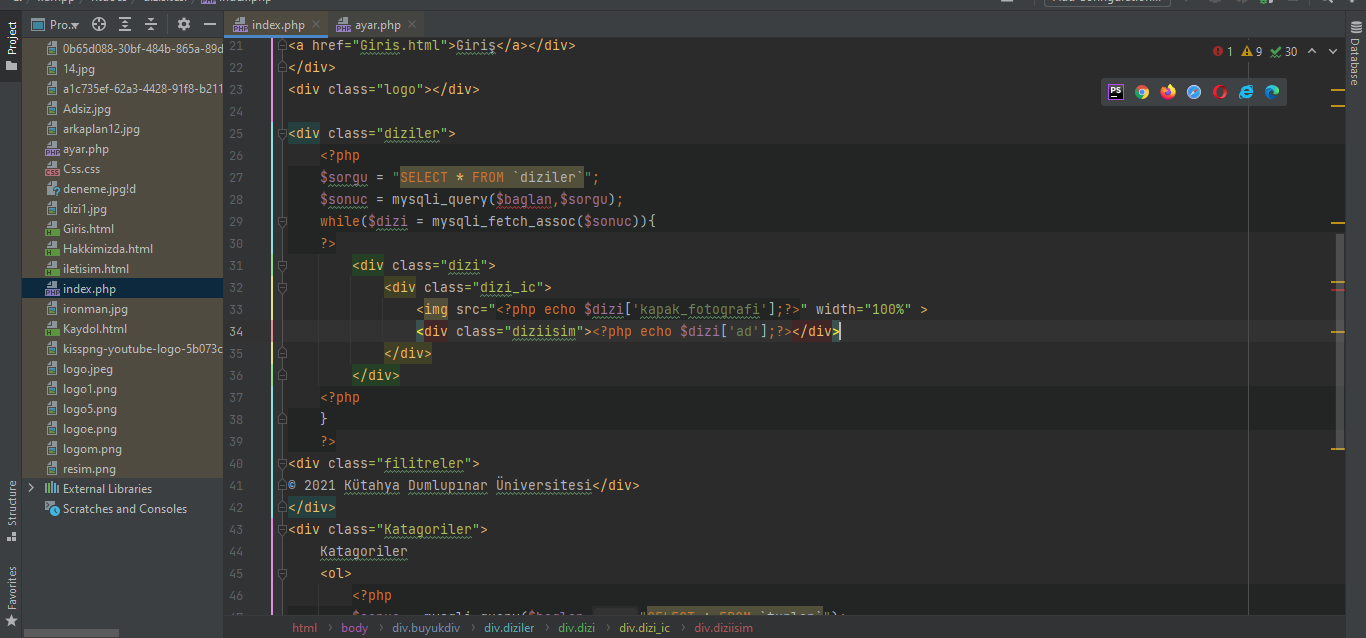 Project
Pro...
index.php
ayar.php
0b65d088-30bf-484b-865a-89d
14.jpg
a1c735ef-62a3-4428-91f8-b211
Adsiz.jpg
arkaplan12.jpg
ayar.php
Css.css
deneme.jpg!d
dizi1.jpg
Giris.html
Hakkimizda.html
iletisim.html
index.php
ironman.jpg
Kaydol.html
kisspng-youtube-logo-5b073c
logo.jpeg
logo1.png
logo5.png
logoe.png
logom.png
resim.png
External Libraries
Scratches and Consoles
Structure
Favorites
21 <a href="Giris.html">Giriş</a></div>
22 </div>
23 <div class="logo"></div>
24
25 <div class="diziler">
26 <?php
27 $sorgu = "SELECT * FROM `diziler`";
28 $sonuc = mysqli_query($baglan,$sorgu);
29 while($dizi = mysqli_fetch_assoc($sonuc)){
30 ?>
31 <div class="dizi">
32 <div class="dizi_ic">
33 <img src="<?php echo $dizi['kapak_fotografi'];?>" width="100%" >
34 <div class="diziisim"><?php echo $dizi['ad'];?></div>
35 </div>
36 </div>
37 <?php
38 }
39 ?>
40 <div class="filitreler">
41 © 2021 Kütahya Dumlupınar Üniversitesi</div>
42 </div>
43 <div class="Katagoriler">
44 Katagoriler
45 <ol>
46 <?php
1 9 30
PS
Database
html > body > div.buyukdiv > div.diziler > div.dizi > div.dizi_ic > div.diziisim